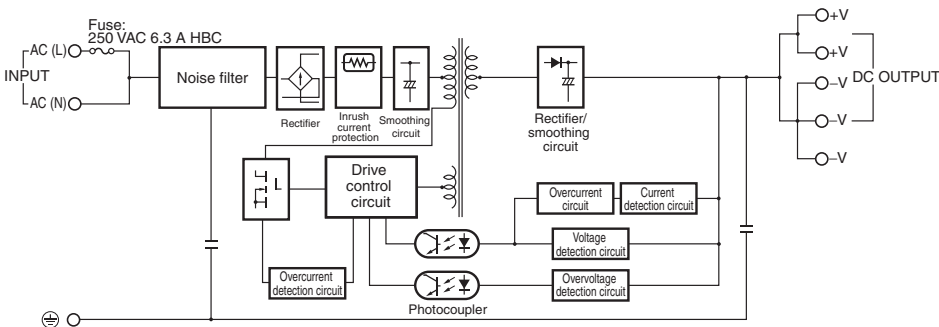 Fuse:
250 VAC 6.3 A HBC
AC (L)
INPUT
AC (N)
Noise filter
Rectifier
Inrush
current
protection
Smoothing
circuit
Rectifier/
smoothing
circuit
+V
+V
–V
–V
–V
DC OUTPUT
Drive
control
circuit
Overcurrent
circuit
Current
detection circuit
Voltage
detection circuit
Overcurrent
detection circuit
Overvoltage
detection circuit
Photocoupler